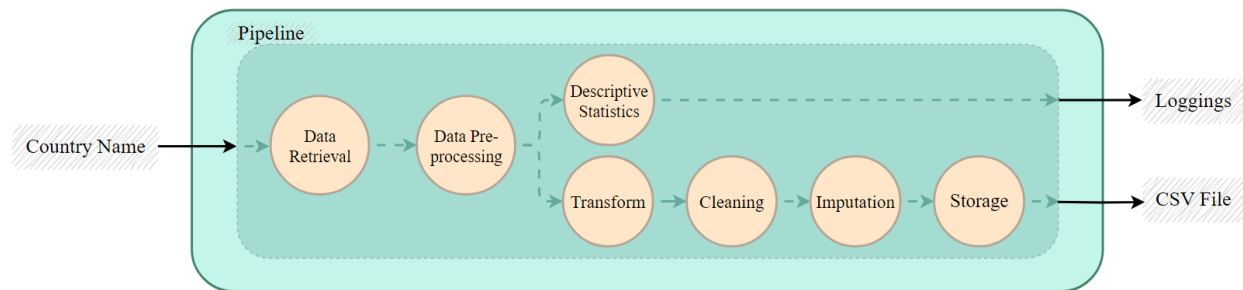 Pipeline
Country Name
Data
Retrieval
Data Pre-
processing
Descriptive
Statistics
Loggings
Transform
Cleaning
Imputation
Storage
CSV File